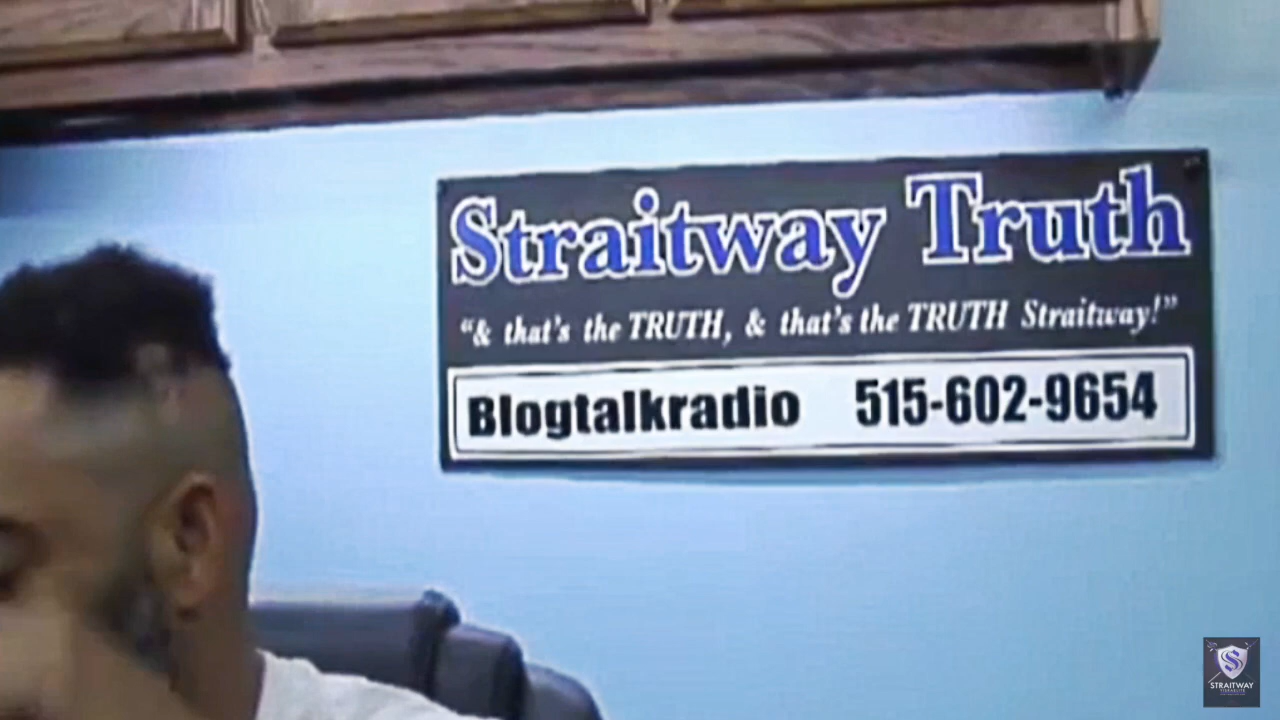 Straitway Truth
“& that's the TRUTH, & that's the TRUTH Straitway!”
Blogtalkradio 515-602-9654
S
STRAITWAY